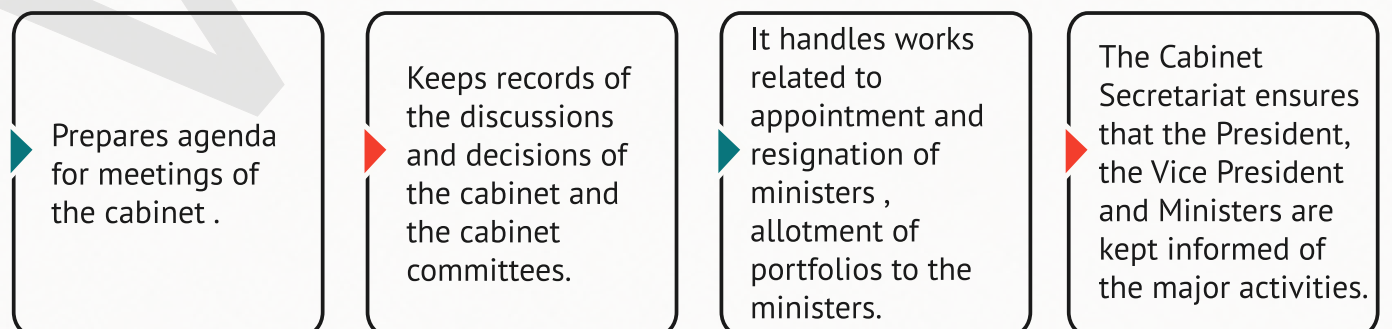 Prepares agenda
for meetings of
the cabinet .
Keeps records of
the discussions
and decisions of
the cabinet and
the cabinet
committees.
It handles works
related to
appointment and
resignation of
ministers ,
allotment of
portfolios to the
ministers.
The Cabinet
Secretariat ensures
that the President,
the Vice President
and Ministers are
kept informed of
the major activities.